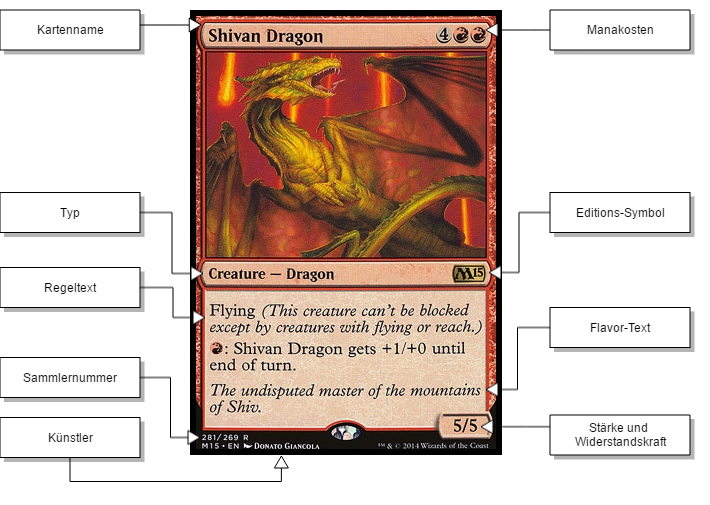 Kartenname
Shivan Dragon
4
Manakosten
Typ
Editions-Symbol
Creature — Dragon
M15
Regeltext
Flying (This creature can't be blocked
except by creatures with flying or reach.)
: Shivan Dragon gets +1/+0 until
end of turn.
Flavor-Text
The undisputed master of the mountains
of Shiv.
Sammlernummer
Künstler
5/5
Stärke und
Widerstandskraft
281/269 R
M15 • EN Donato Giancola
™ & © 2014 Wizards of the Coast